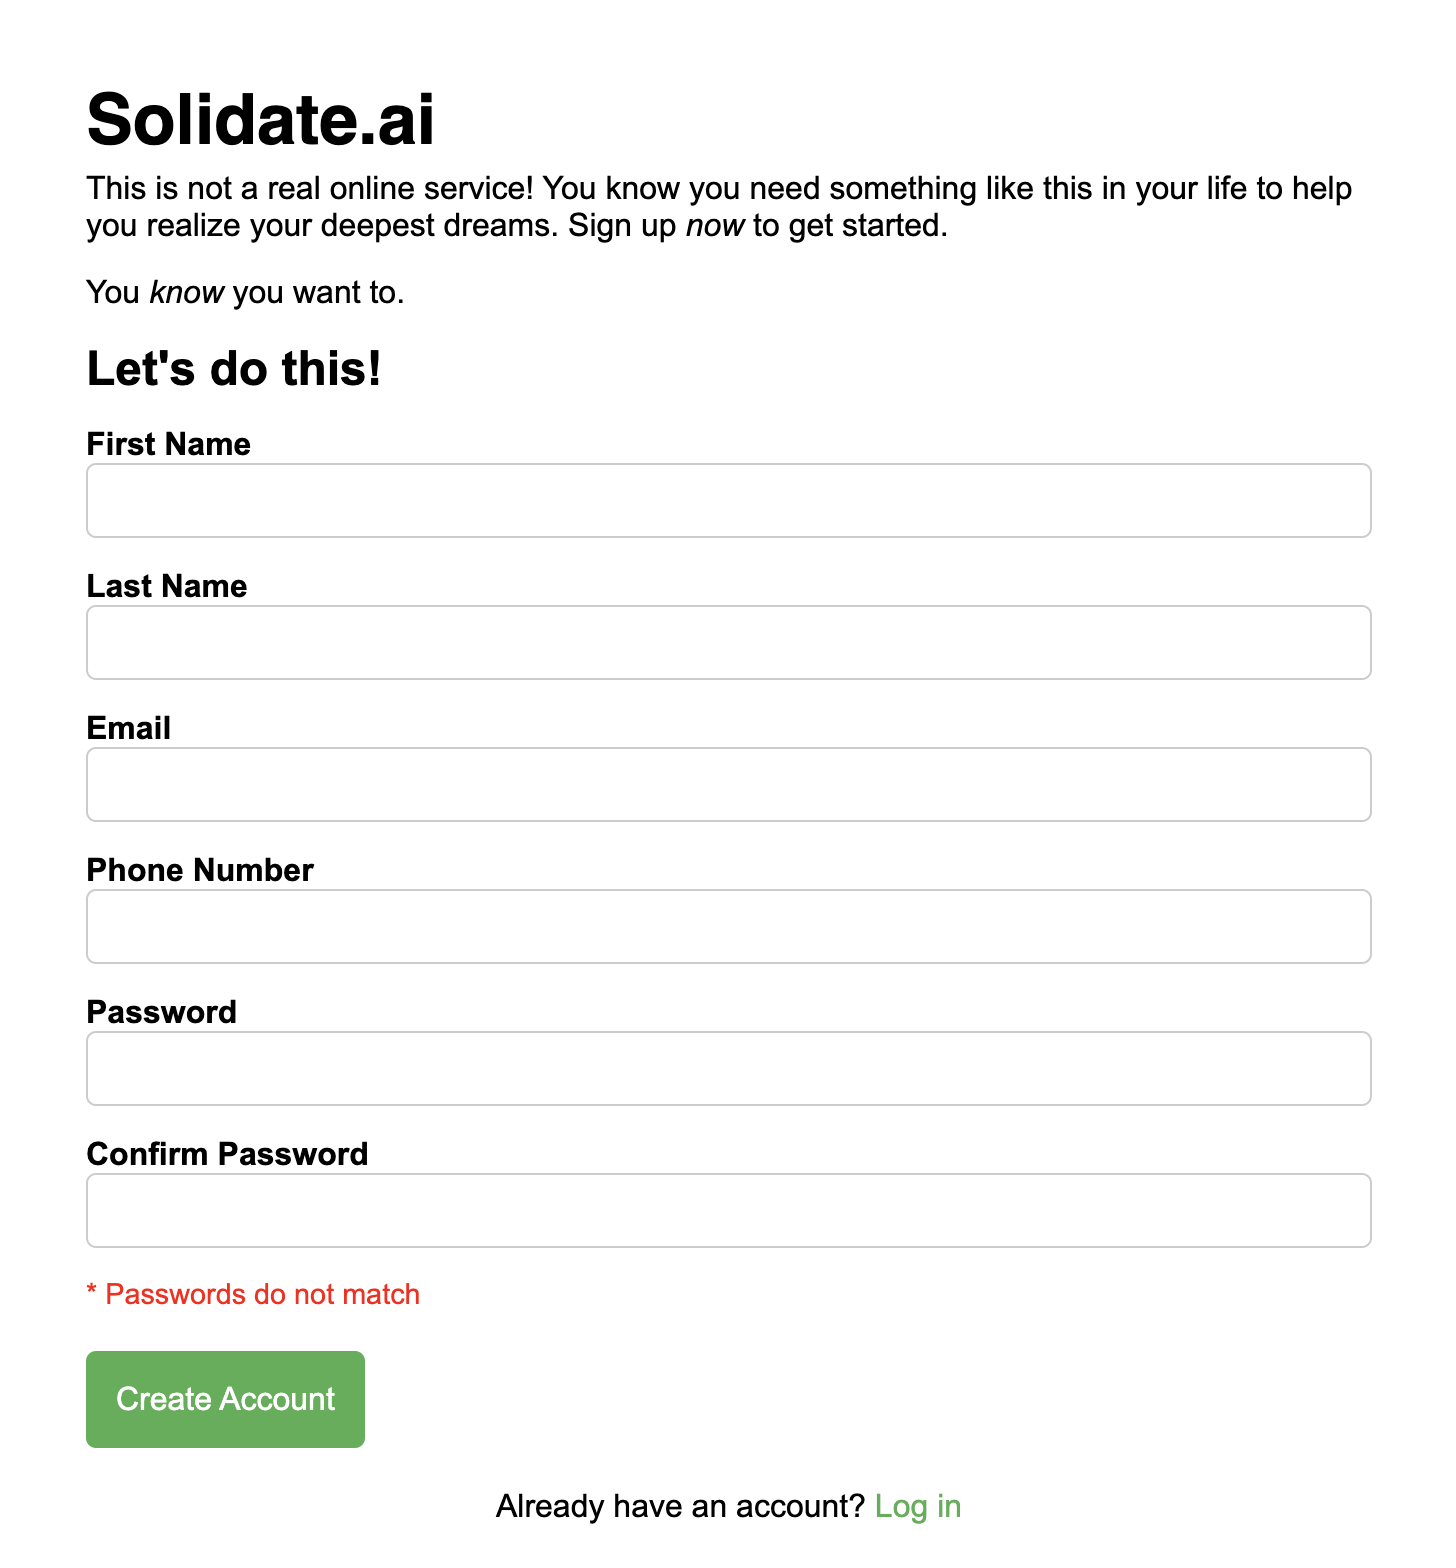 Solidate.ai
This is not a real online service! You know you need something like this in your life to help
you realize your deepest dreams. Sign up now to get started.
You know you want to.
Let's do this!
First Name
Last Name
Email
Phone Number
Password
Confirm Password
* Passwords do not match
Create Account
Already have an account? Log in